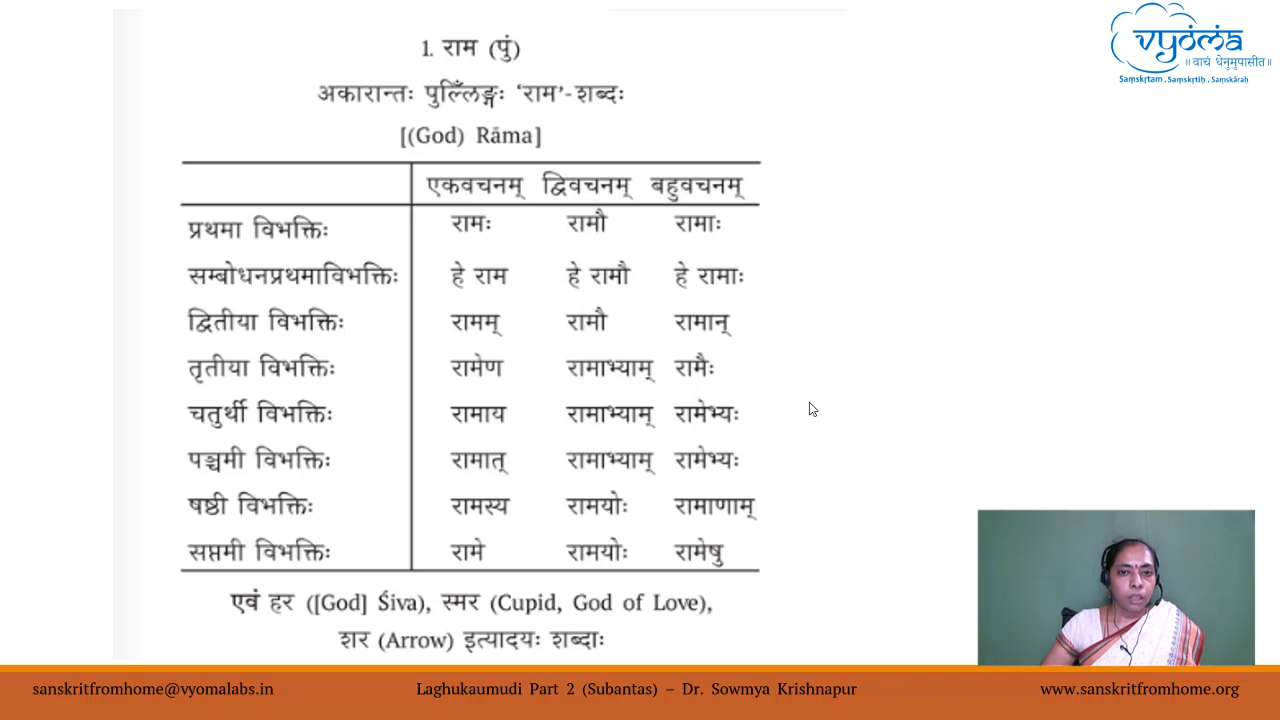 vyoma
॥ वाचं धेनुमुपासीत ॥
Saṃskṛtam . Saṃskṛtiḥ . Saṃskārāḥ
1. राम (पुं)
अकारान्तः पुल्ँलिङ्गः ‘राम’-शब्दः
[(God) Rāma]
एकवचनम् द्विवचनम् बहुवचनम्
प्रथमा विभक्तिः रामः रामौ रामाः
सम्बोधनप्रथमाविभक्तिः हे राम हे रामौ हे रामाः
द्वितीया विभक्तिः रामम् रामौ रामान्
तृतीया विभक्तिः रामेण रामाभ्याम् रामैः
चतुर्थी विभक्तिः रामाय रामाभ्याम् रामेभ्यः
पञ्चमी विभक्तिः रामात् रामाभ्याम् रामेभ्यः
षष्ठी विभक्तिः रामस्य रामयोः रामाणाम्
सप्तमी विभक्तिः रामे रामयोः रामेषु
एवं हर ([God] Śiva), स्मर (Cupid, God of Love),
शर (Arrow) इत्यादयः शब्दाः
sanskritfromhome@vyomalabs.in Laghukaumudi Part 2 (Subantas) – Dr. Sowmya Krishnapur www.sanskritfromhome.org